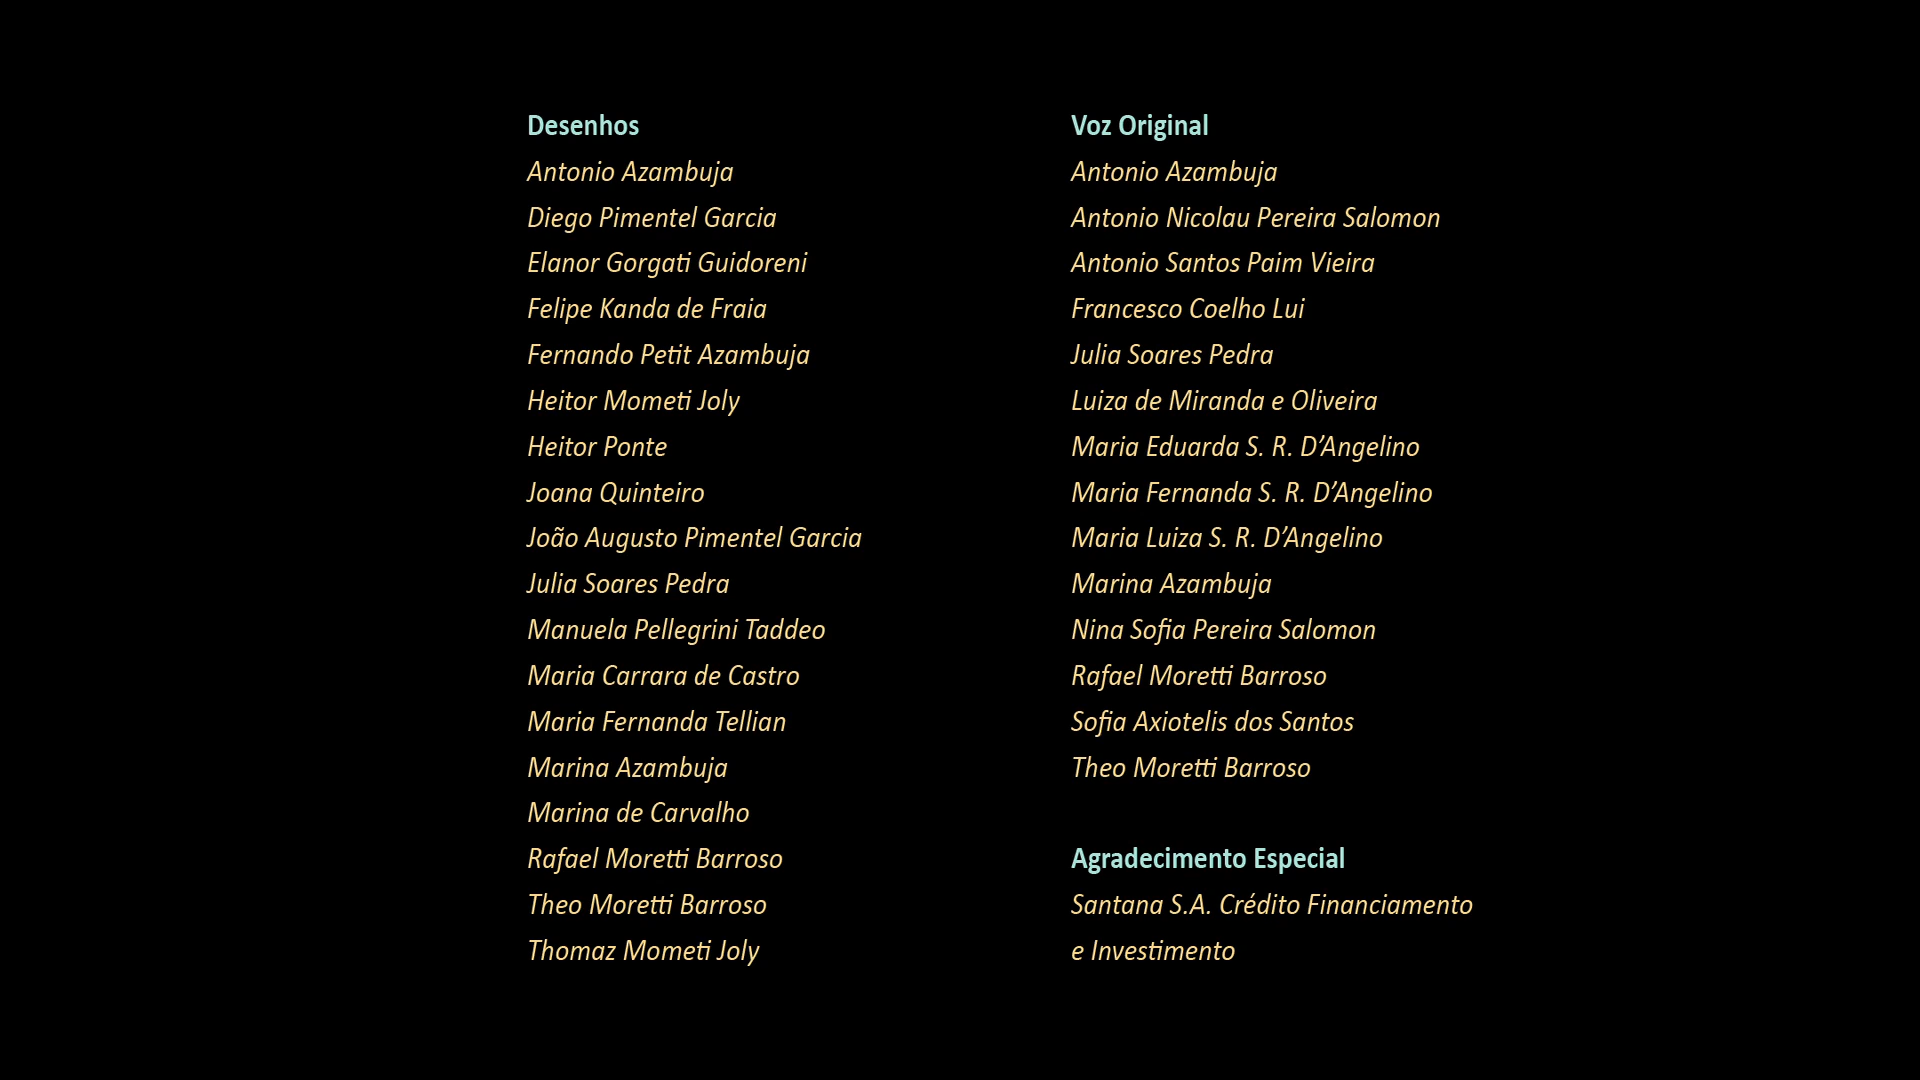 Desenhos
Antonio Azambuja
Diego Pimentel Garcia
Elanor Gorgati Guidoreni
Felipe Kanda de Fraia
Fernando Petit Azambuja
Heitor Mometi Joly
Heitor Ponte
Joana Quinteiro
João Augusto Pimentel Garcia
Julia Soares Pedra
Manuela Pellegrini Taddeo
Maria Carrara de Castro
Maria Fernanda Tellian
Marina Azambuja
Marina de Carvalho
Rafael Moretti Barroso
Theo Moretti Barroso
Thomaz Mometi Joly
Voz Original
Antonio Azambuja
Antonio Nicolau Pereira Salomon
Antonio Santos Paim Vieira
Francesco Coelho Lui
Julia Soares Pedra
Luiza de Miranda e Oliveira
Maria Eduarda S. R. D’Angelino
Maria Fernanda S. R. D’Angelino
Maria Luiza S. R. D’Angelino
Marina Azambuja
Nina Sofia Pereira Salomon
Rafael Moretti Barroso
Sofia Axiotelis dos Santos
Theo Moretti Barroso
Agradecimento Especial
Santana S.A. Crédito Financiamento
e Investimento